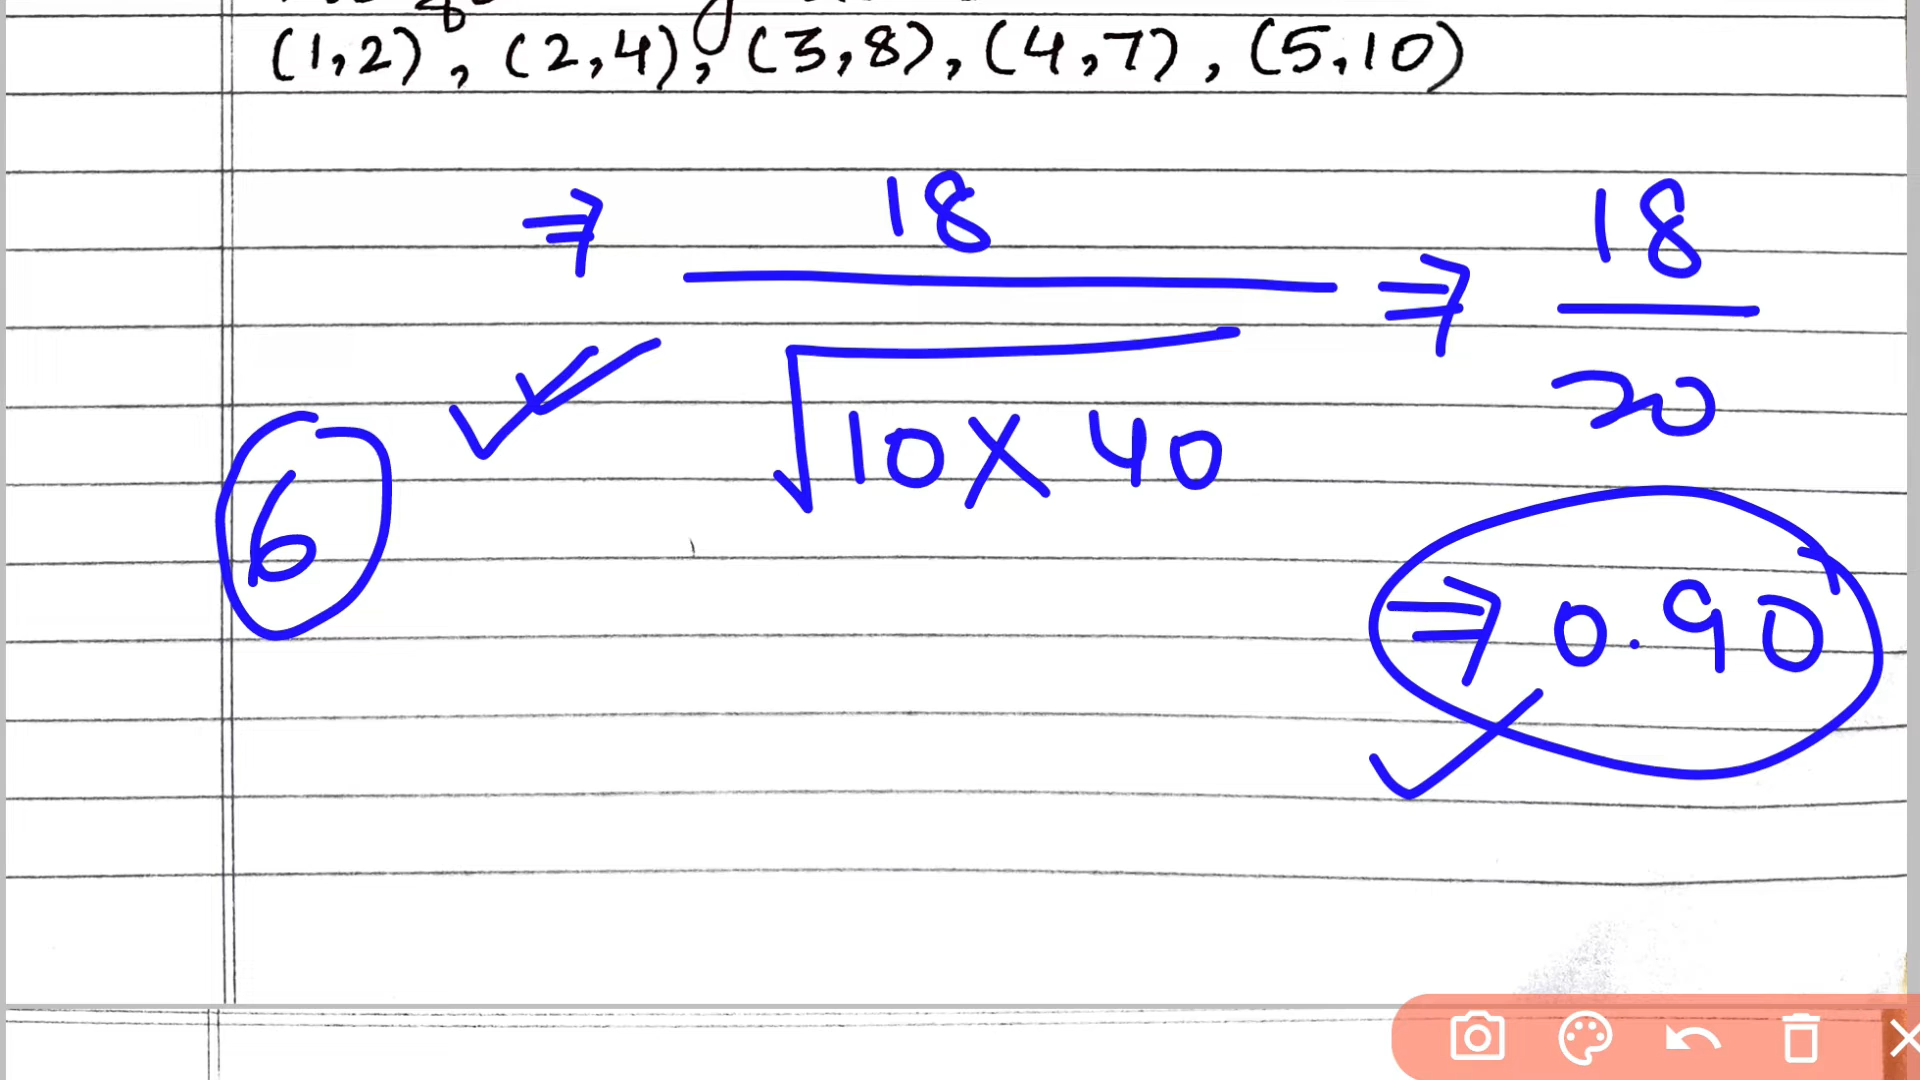 (1,2), (2,4), (3,8), (4,7), (5,10)
⇒ 18 / √10×40 ⇒ 18 / 20
6
⇒ 0.90